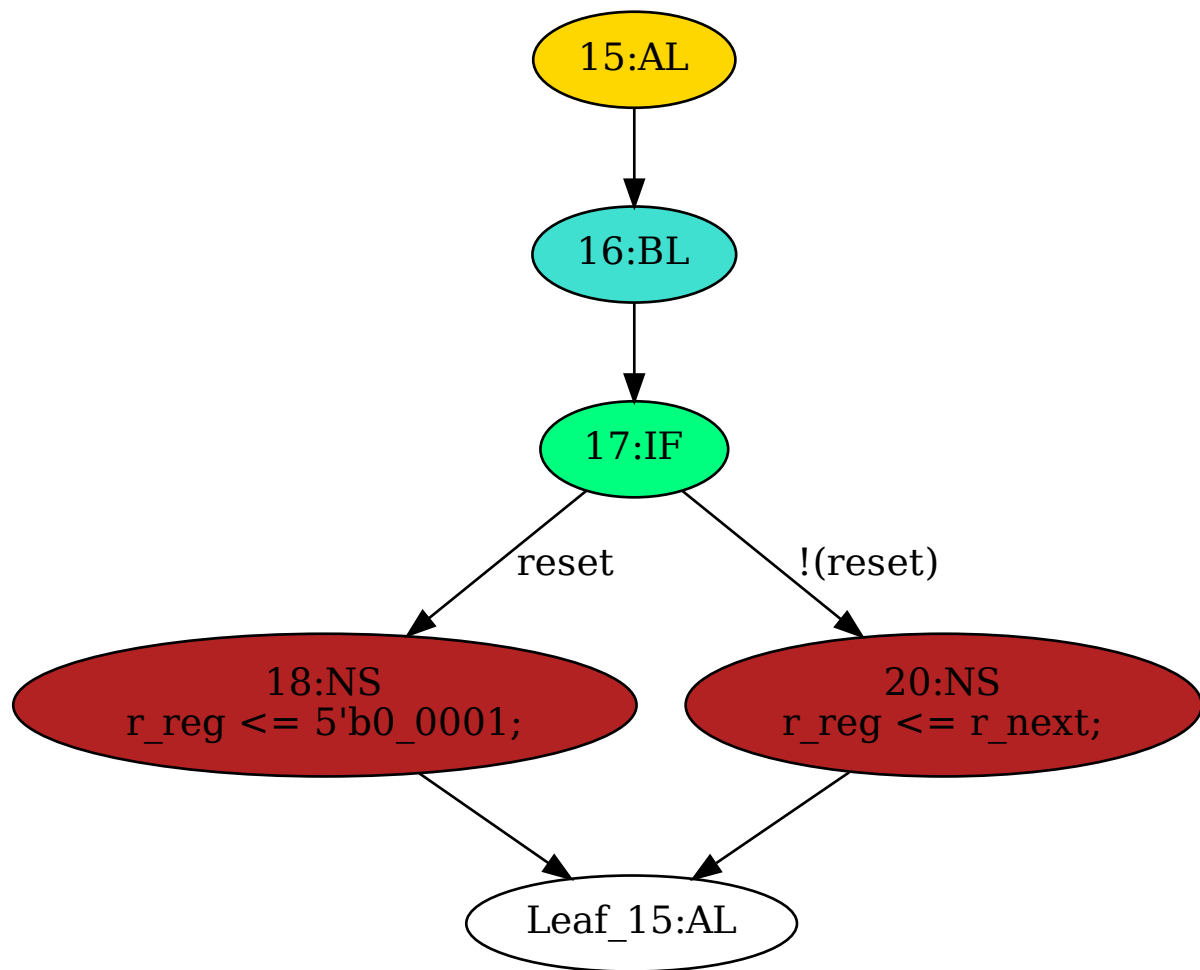 15:AL
16:BL
17:IF
reset
!(reset)
18:NS
r_reg <= 5'b0_0001;
20:NS
r_reg <= r_next;
Leaf_15:AL